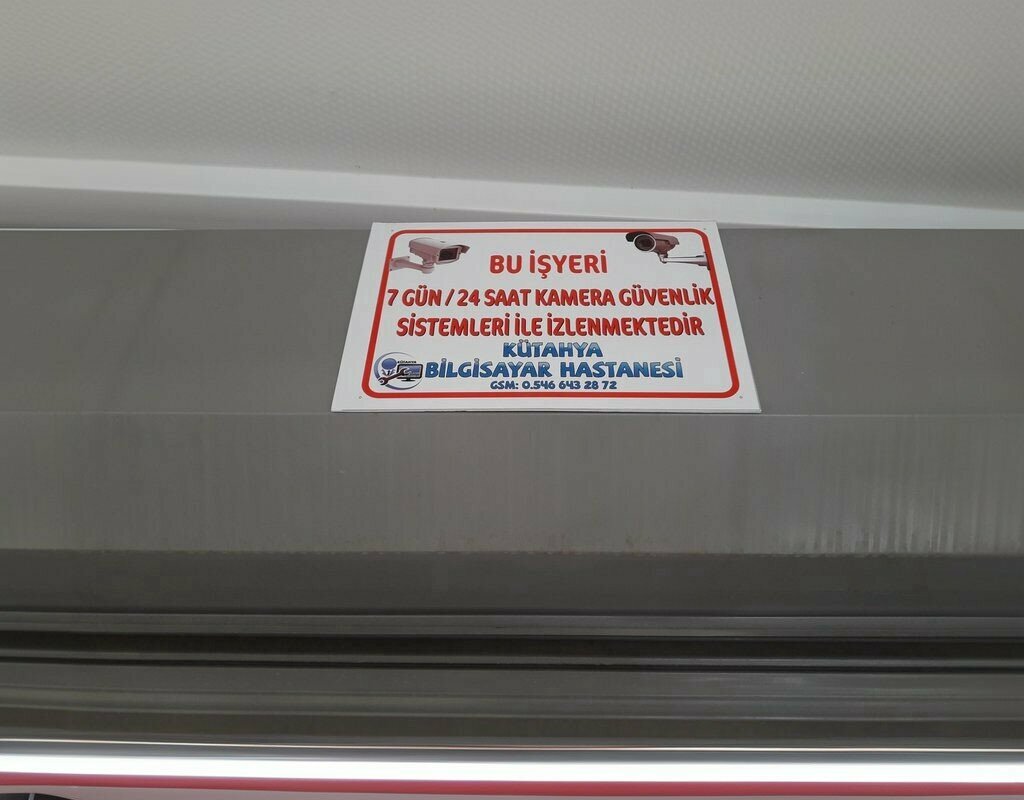 BU İŞYERİ
7 GÜN / 24 SAAT KAMERA GÜVENLİK
SİSTEMLERİ İLE İZLENMEKTEDİR
KÜTAHYA
KÜTAHYA
BİLGİSAYAR HASTANESİ
GSM: 0.546 643 28 72